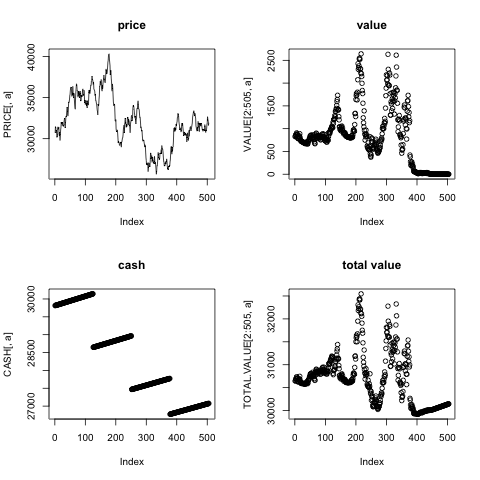 price
PRICE[, a]
40000
35000
30000
0 100 200 300 400 500
Index
value
VALUE[2:505, a]
2500
1500
500
0
0 100 200 300 400 500
Index
cash
CASH[, a]
30000
28500
27000
0 100 200 300 400 500
Index
total value
TOTAL.VALUE[2:505, a]
32000
31000
30000
0 100 200 300 400 500
Index